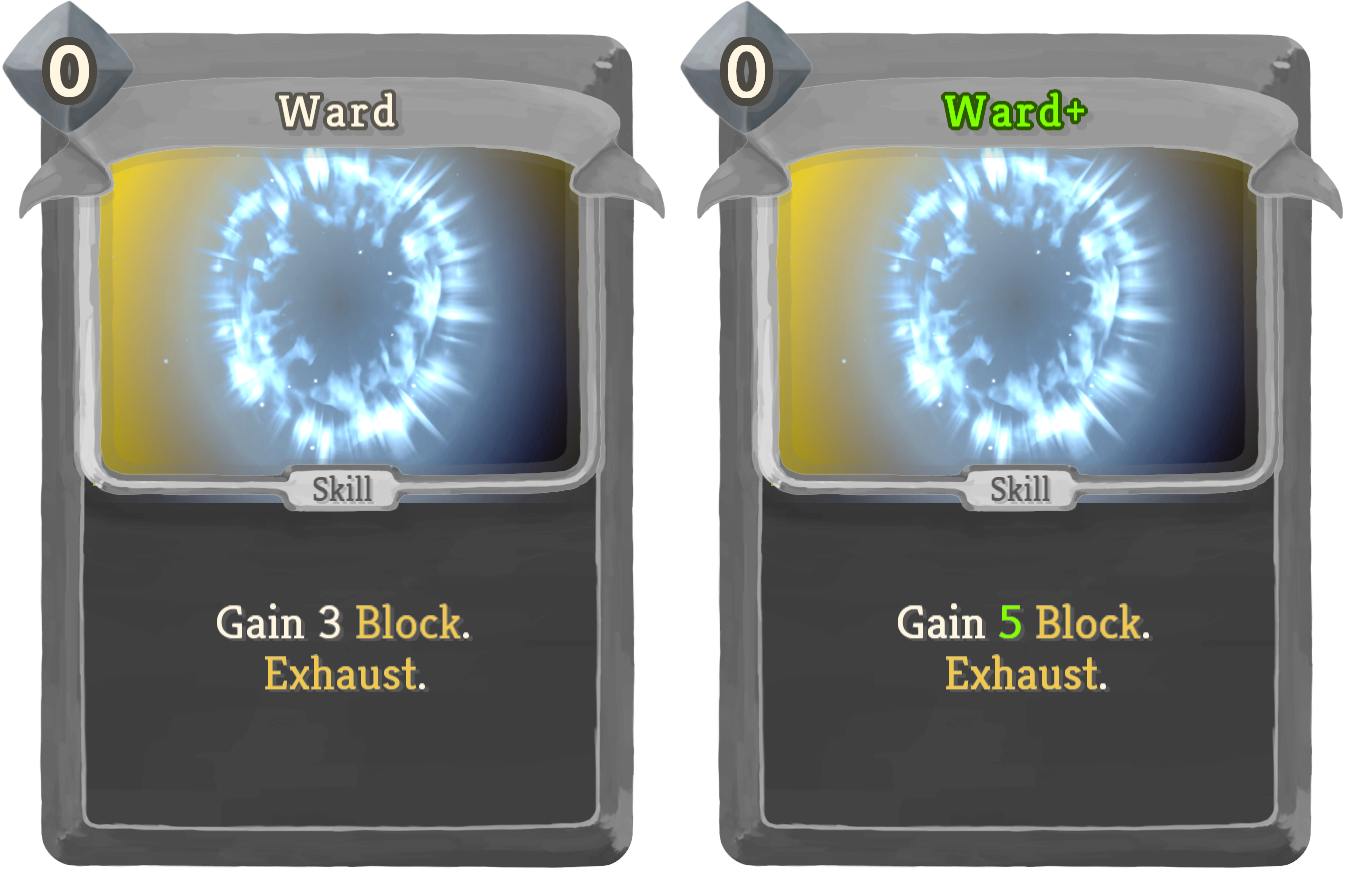 0
Ward
Skill
Gain 3 Block.
Exhaust.
0
Ward+
Skill
Gain 5 Block.
Exhaust.